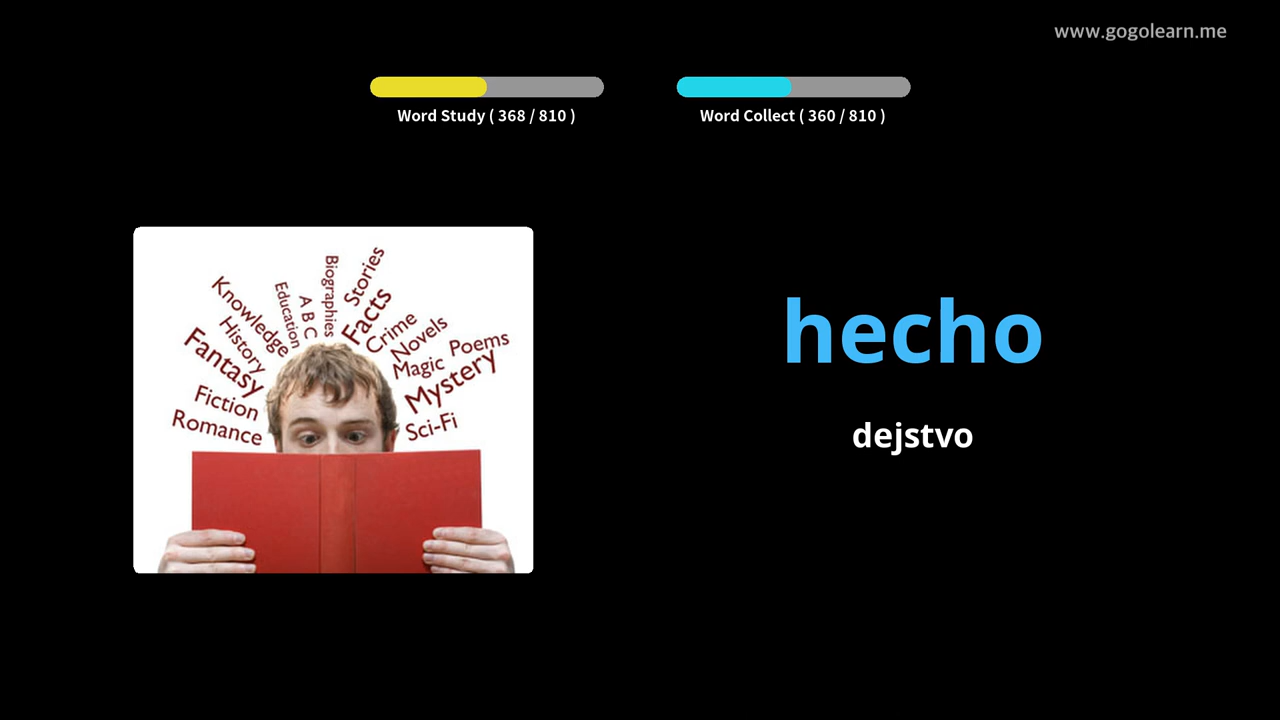 www.gogolearn.me
Word Study ( 368 / 810 )
Word Collect ( 360 / 810 )
Biographies
Stories
Education
A B C
Facts
Knowledge
Crime
History
Novels
Fantasy
Magic
Poems
Mystery
Fiction
Romance
Sci-Fi
hecho
dejstvo